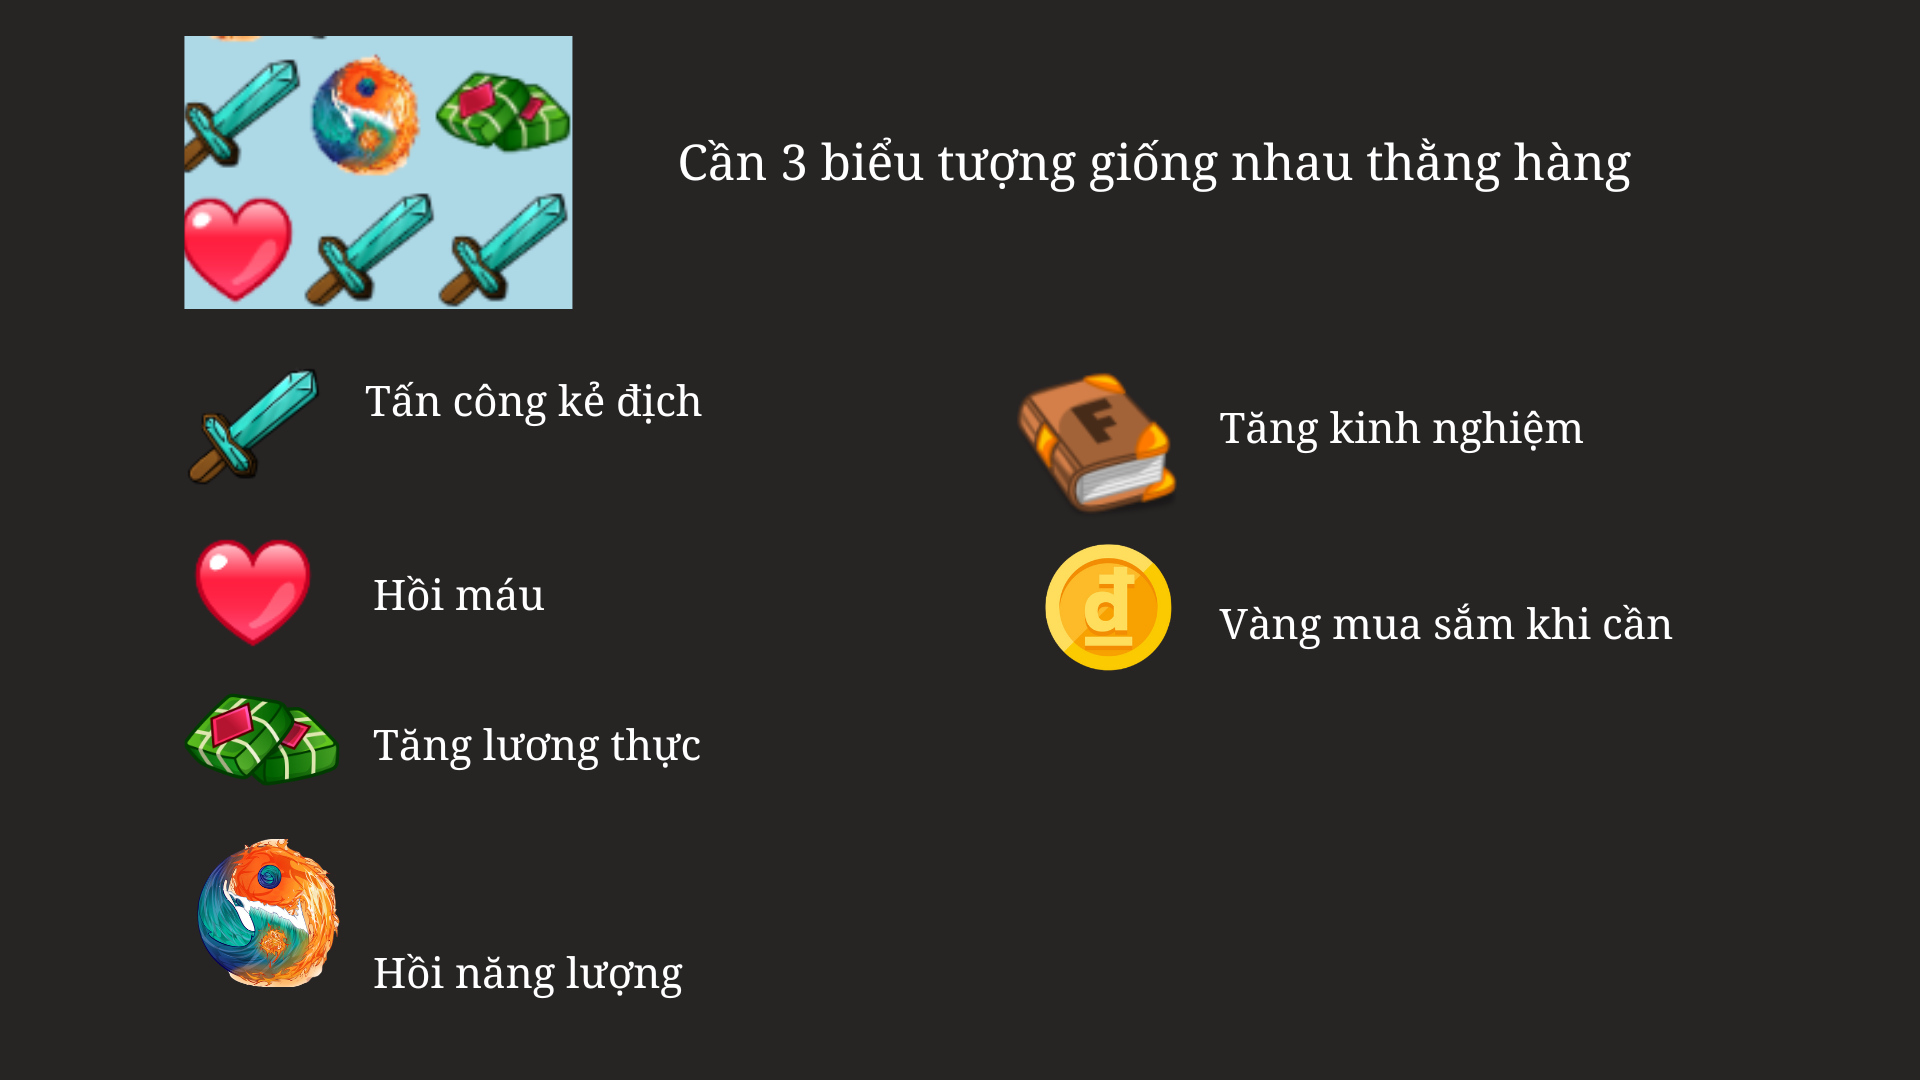 Cần 3 biểu tượng giống nhau thằng hàng
Tấn công kẻ địch
F
Tăng kinh nghiệm
Hồi máu
đ
Vàng mua sắm khi cần
Tăng lương thực
Hồi năng lượng